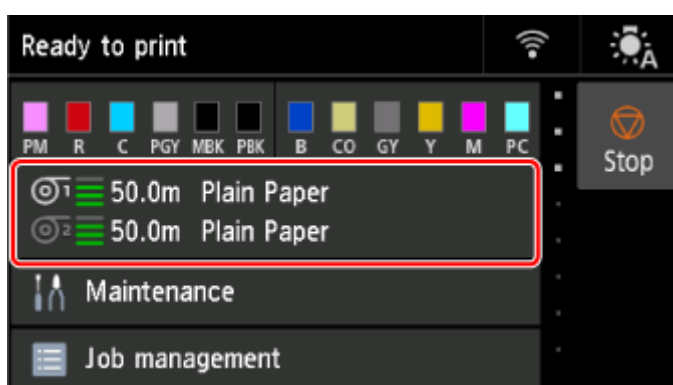 Ready to print
A
PM R C PGY MBK PBK B CO GY Y M PC
Stop
1 50.0m Plain Paper
2 50.0m Plain Paper
Maintenance
Job management